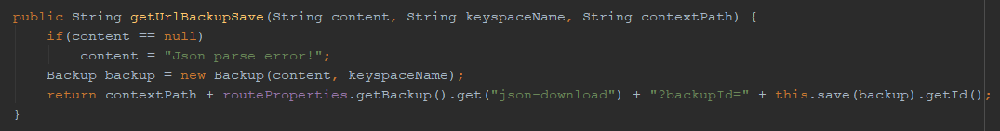 public String getUrlBackupSave(String content, String keyspaceName, String contextPath) {
    if(content == null)
        content = "Json parse error!";
    Backup backup = new Backup(content, keyspaceName);
    return contextPath + routeProperties.getBackup().get("json-download") + "?backupId=" + this.save(backup).getId();
}